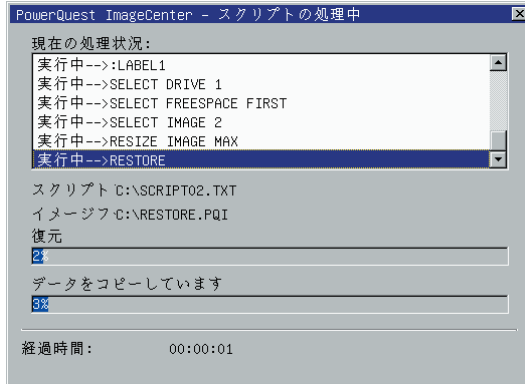 PowerQuest ImageCenter - スクリプトの処理中
現在の処理状況:
実行中-->:LABEL1
実行中-->SELECT DRIVE 1
実行中-->SELECT FREESPACE FIRST
実行中-->SELECT IMAGE 2
実行中-->RESIZE IMAGE MAX
実行中-->RESTORE
スクリプト C:\SCRIPT02.TXT
イメージフ C:\RESTORE.PQI
復元
2%
データをコピーしています
3%
経過時間: 00:00:01